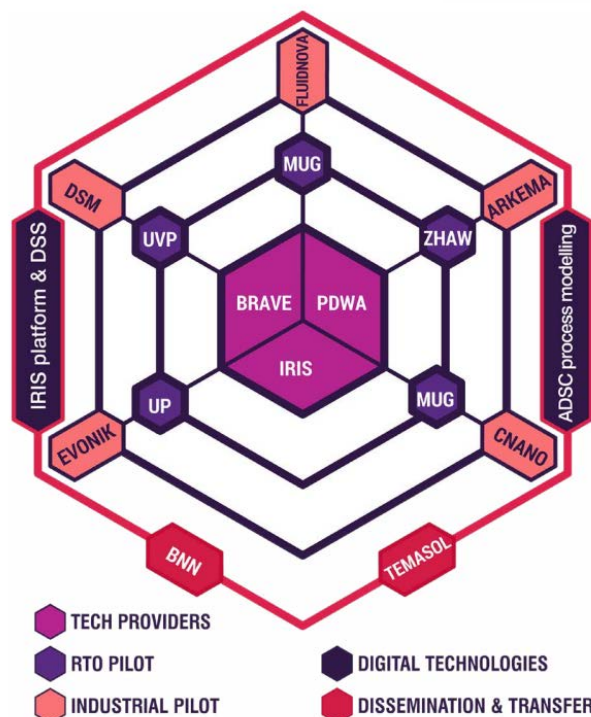 FLUIDNOVA
MUG
DSM
ARKEMA
UVP
ZHAW
IRIS platform & DSS
BRAVE
PDWA
ADSC process modelling
IRIS
UP
MUG
EVONIK
CNANO
BNN
TEMASOL
TECH PROVIDERS
RTO PILOT
DIGITAL TECHNOLOGIES
INDUSTRIAL PILOT
DISSEMINATION & TRANSFER